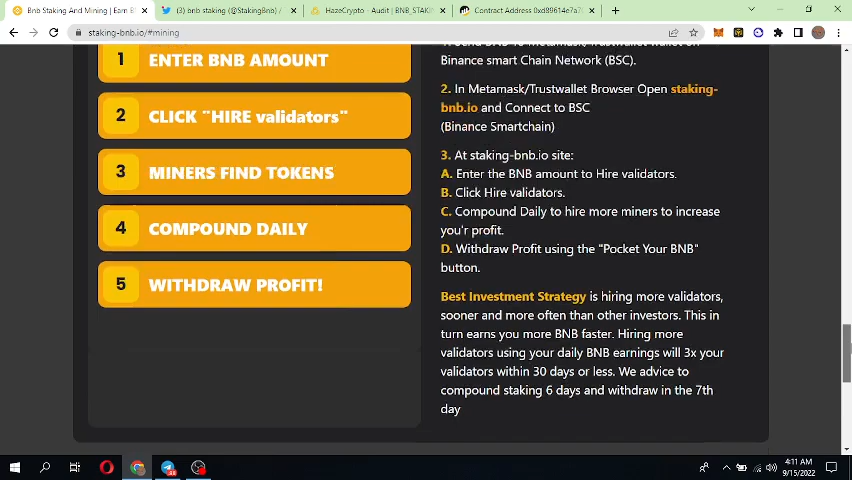 Bnb Staking And Mining | Earn B
(3) bnb staking (@StakingBnb) /
HazeCrypto - Audit | BNB_STAKIN
Contract Address 0xd89614e7a7
staking-bnb.io/#mining
1 ENTER BNB AMOUNT
2 CLICK "HIRE validators"
3 MINERS FIND TOKENS
4 COMPOUND DAILY
5 WITHDRAW PROFIT!
Binance smart Chain Network (BSC).
2. In Metamask/Trustwallet Browser Open staking-
bnb.io and Connect to BSC
(Binance Smartchain)
3. At staking-bnb.io site:
A. Enter the BNB amount to Hire validators.
B. Click Hire validators.
C. Compound Daily to hire more miners to increase
you'r profit.
D. Withdraw Profit using the "Pocket Your BNB"
button.
Best Investment Strategy is hiring more validators,
sooner and more often than other investors. This in
turn earns you more BNB faster. Hiring more
validators using your daily BNB earnings will 3x your
validators within 30 days or less. We advice to
compound staking 6 days and withdraw in the 7th
day
4:11 AM
9/15/2022